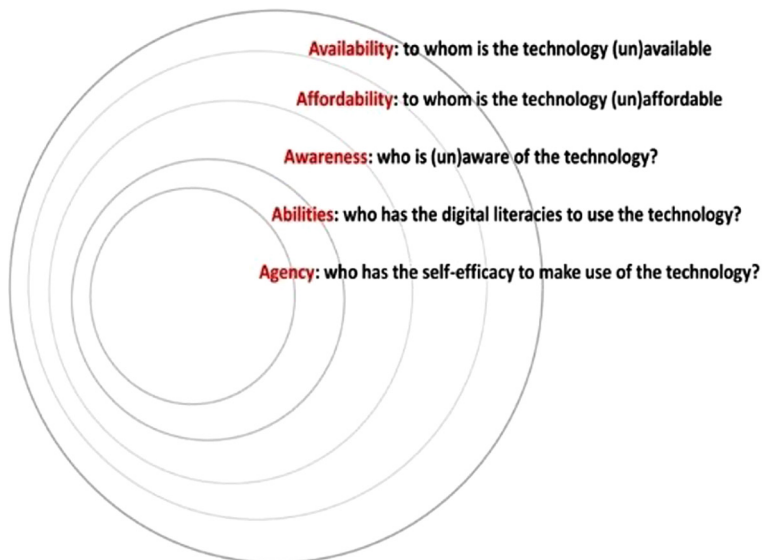 Availability: to whom is the technology (un)available
Affordability: to whom is the technology (un)affordable
Awareness: who is (un)aware of the technology?
Abilities: who has the digital literacies to use the technology?
Agency: who has the self-efficacy to make use of the technology?